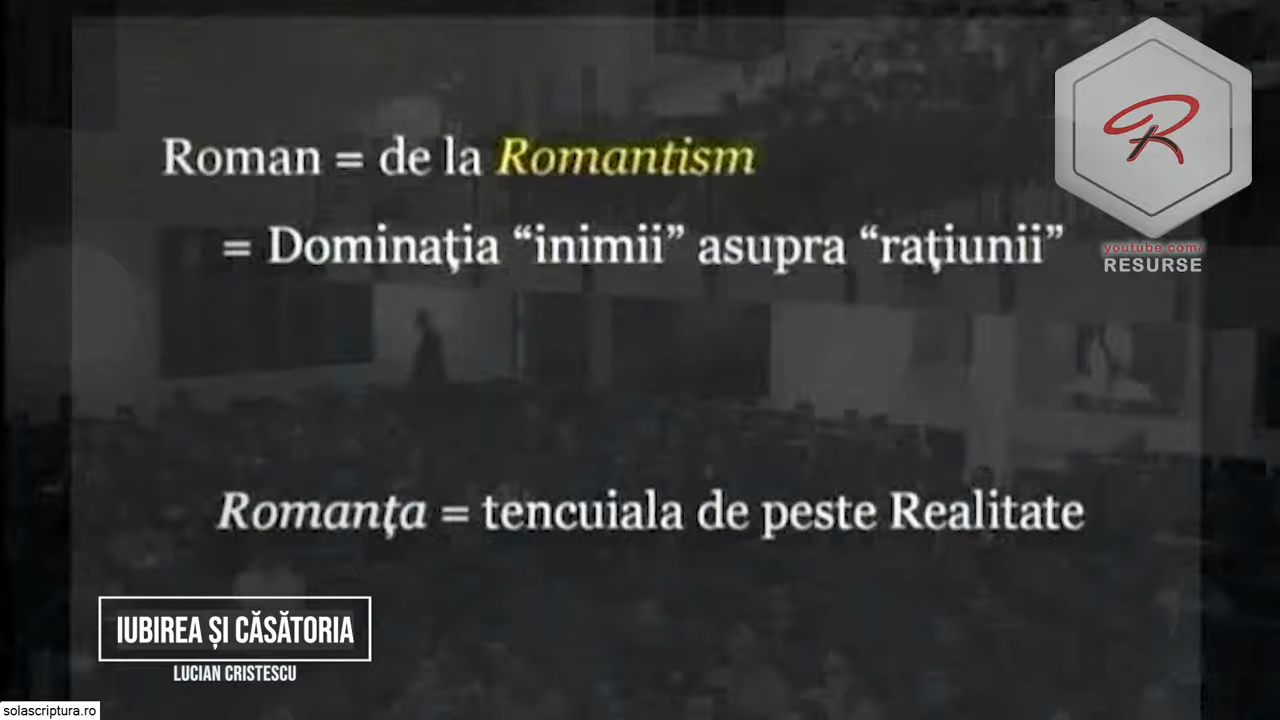 Roman = de la Romantism
= Dominaţia “inimii” asupra “raţiunii”
Romanţa = tencuiala de peste Realitate
R
youtube.com/
RESURSE
IUBIREA ȘI CĂSĂTORIA
LUCIAN CRISTESCU
solascriptura.ro